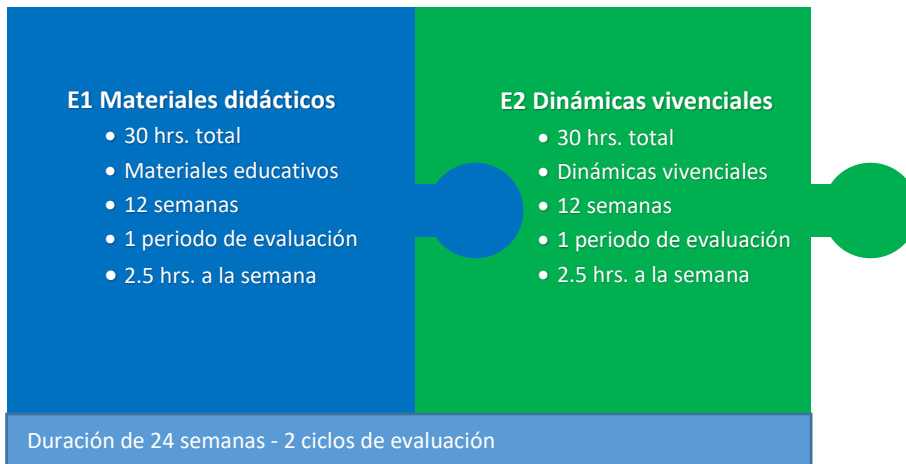 E1 Materiales didácticos
• 30 hrs. total
• Materiales educativos
• 12 semanas
• 1 periodo de evaluación
• 2.5 hrs. a la semana
E2 Dinámicas vivenciales
• 30 hrs. total
• Dinámicas vivenciales
• 12 semanas
• 1 periodo de evaluación
• 2.5 hrs. a la semana
Duración de 24 semanas - 2 ciclos de evaluación